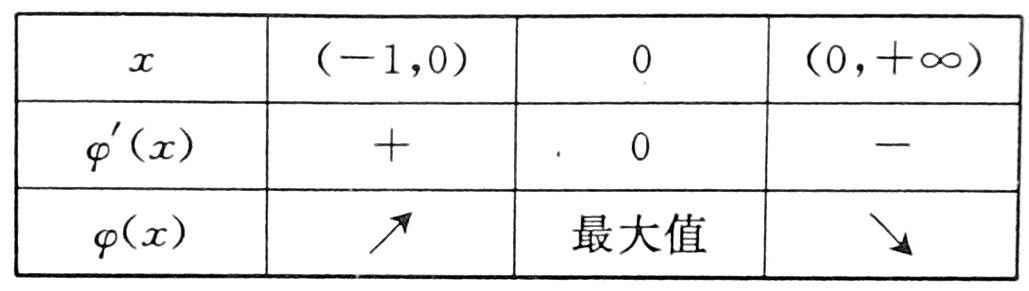 x (−1,0) 0 (0,+∞)
φ′(x) + 0 −
φ(x) ↗ 最大值 ↘